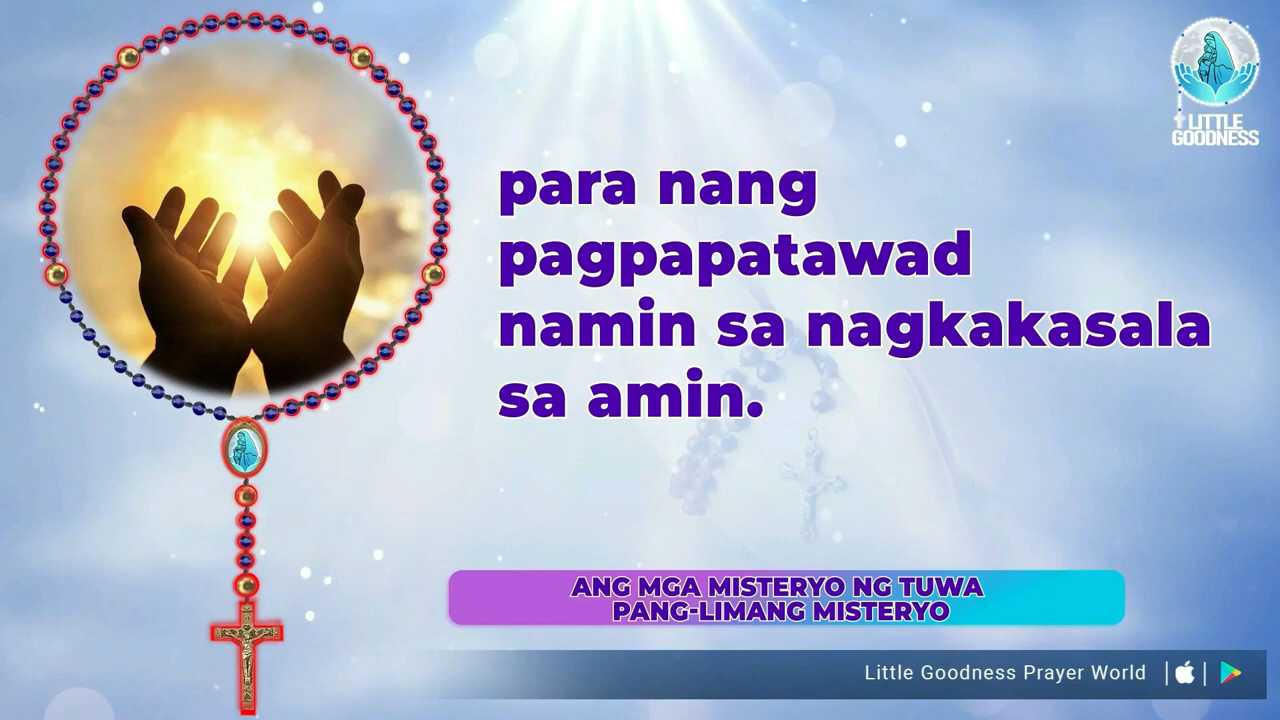 LITTLE
GOODNESS
para nang
pagpapatawad
namin sa nagkakasala
sa amin.
ANG MGA MISTERYO NG TUWA
PANG-LIMANG MISTERYO
Little Goodness Prayer World